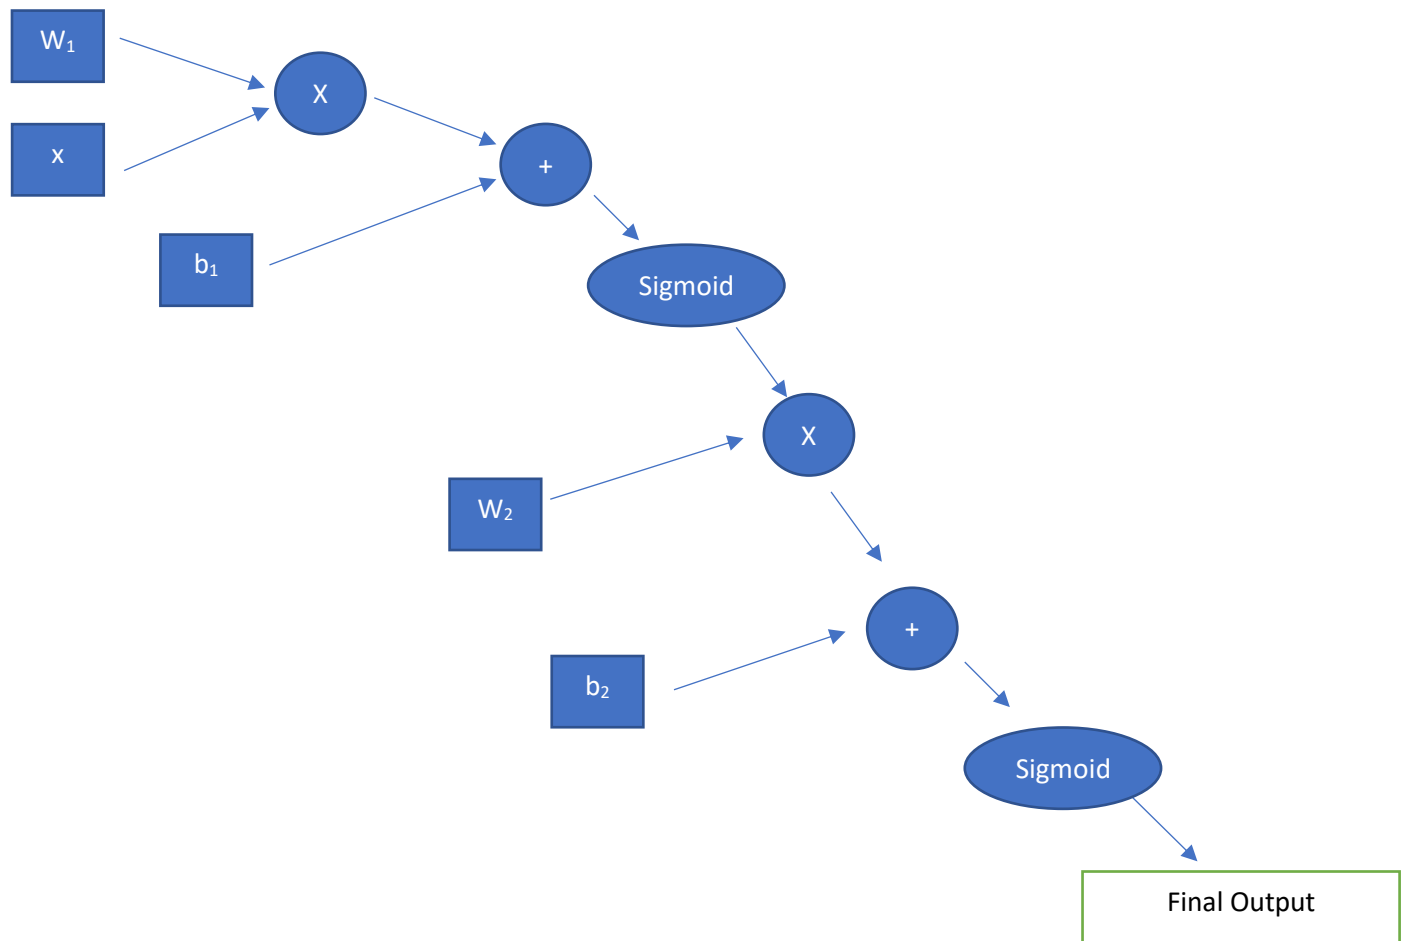 W₁
X
x
+
b₁
Sigmoid
X
W₂
+
b₂
Sigmoid
Final Output